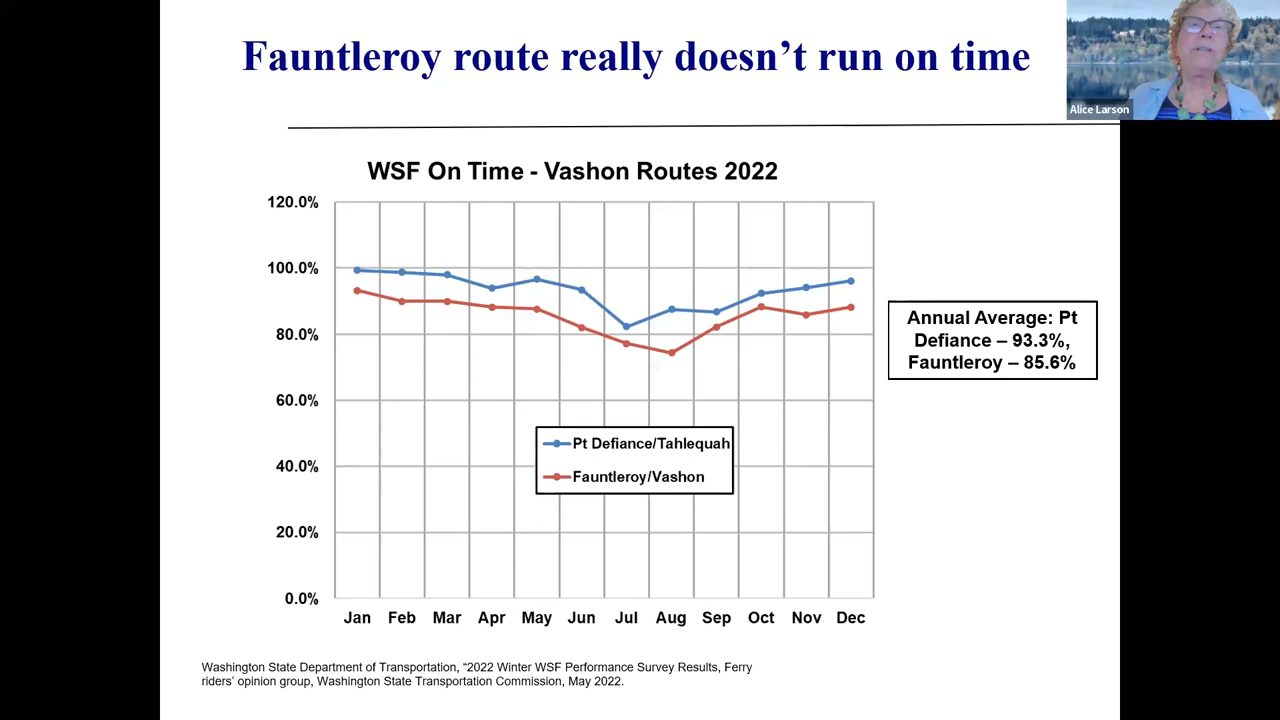 Fauntleroy route really doesn’t run on time
Alice Larson
WSF On Time - Vashon Routes 2022
120.0%
100.0%
80.0%
60.0%
40.0%
20.0%
0.0%
Jan Feb Mar Apr May Jun Jul Aug Sep Oct Nov Dec
Pt Defiance/Tahlequah
Fauntleroy/Vashon
Annual Average: Pt
Defiance – 93.3%,
Fauntleroy – 85.6%
Washington State Department of Transportation, “2022 Winter WSF Performance Survey Results, Ferry
riders’ opinion group, Washington State Transportation Commission, May 2022.